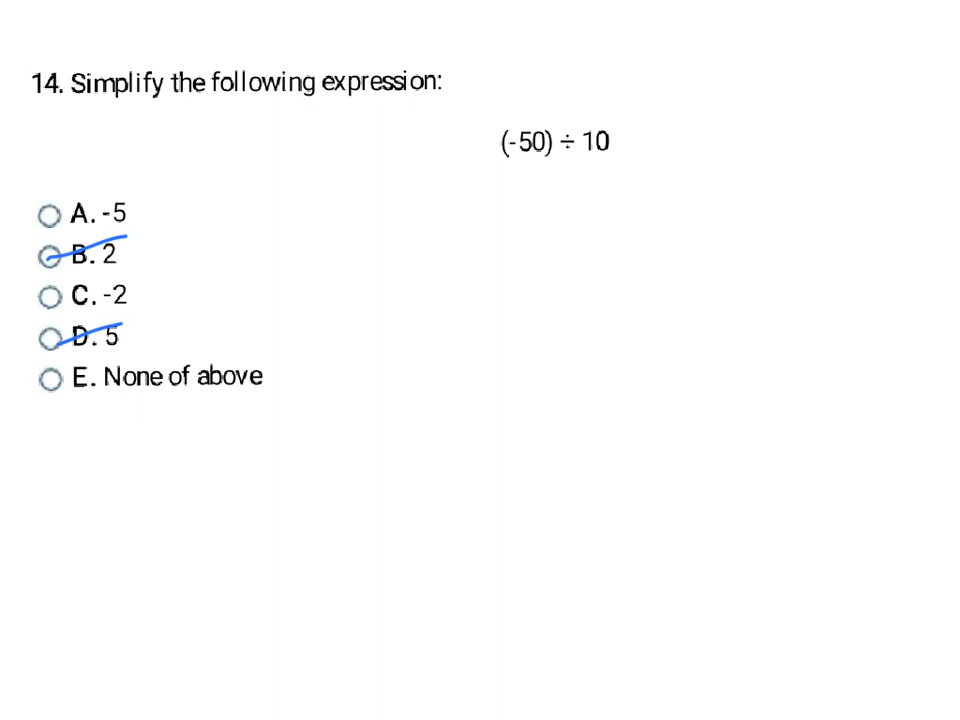 14. Simplify the following expression:
(-50) ÷ 10
A. -5
B. 2
C. -2
D. 5
E. None of above